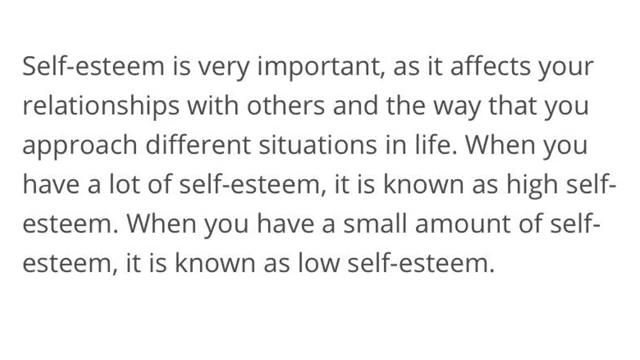 Self-esteem is very important, as it affects your
relationships with others and the way that you
approach different situations in life. When you
have a lot of self-esteem, it is known as high self-
esteem. When you have a small amount of self-
esteem, it is known as low self-esteem.